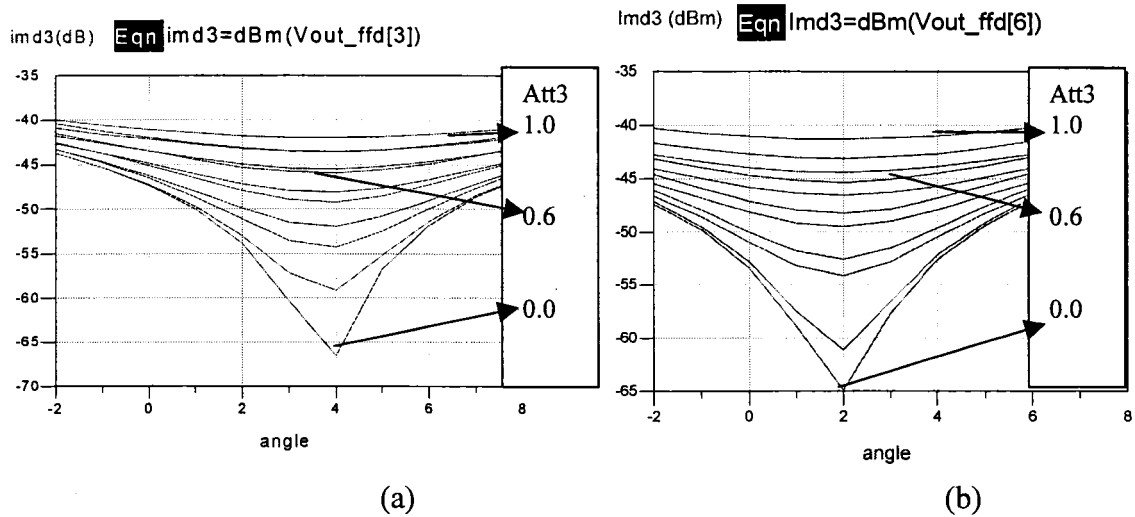 imd3(dB) Eqn imd3=dBm(Vout_ffd[3])
-35
-40
-45
-50
-55
-60
-65
-70
-2 0 2 4 6 8
angle
Att3
1.0
0.6
0.0
(a)
Imd3 (dBm) Eqn Imd3=dBm(Vout_ffd[6])
-35
-40
-45
-50
-55
-60
-65
-2 0 2 4 6 8
angle
Att3
1.0
0.6
0.0
(b)